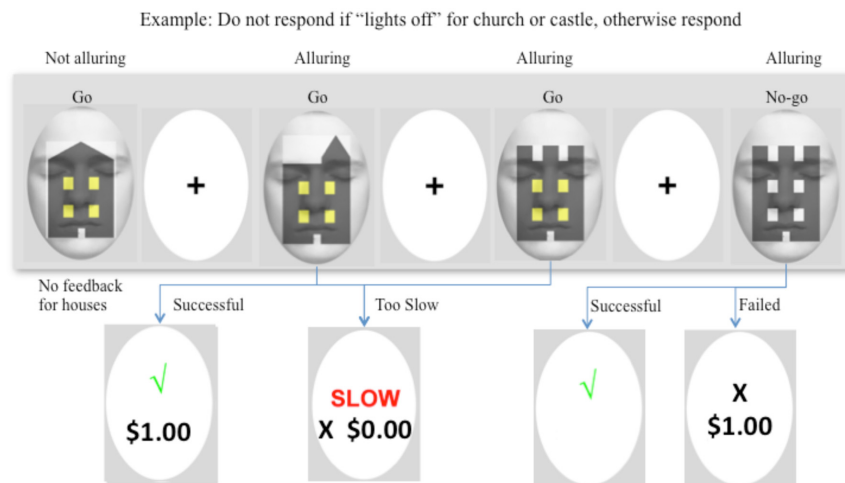 Example: Do not respond if “lights off” for church or castle, otherwise respond
Not alluring Alluring Alluring Alluring
Go Go Go No-go
+ + +
No feedback
for houses
Successful Too Slow Successful Failed
√ SLOW √ X
$1.00 X $0.00 $1.00